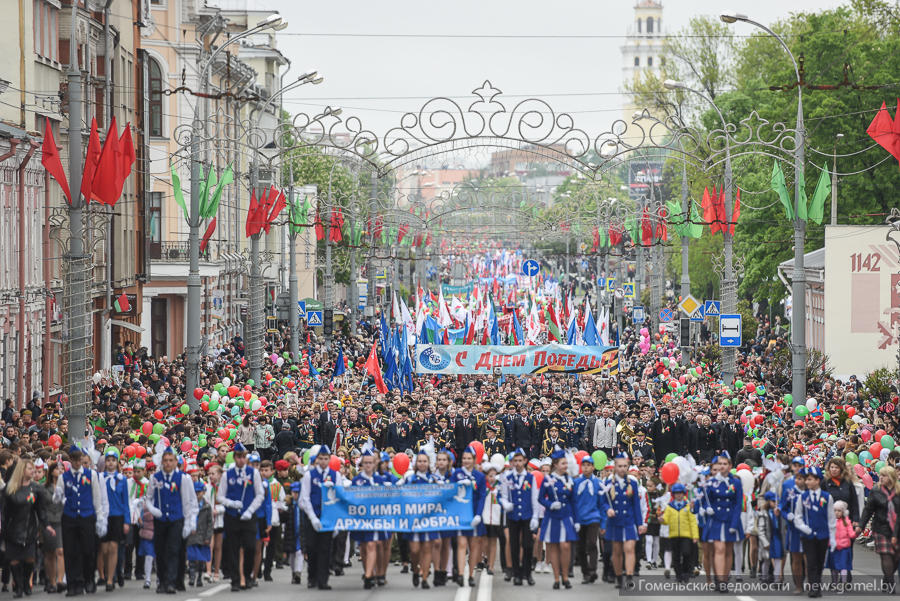 1142
С Днем Победы!
ВО ИМЯ МИРА,
ДРУЖБЫ И ДОБРА!
© Гомельские ведомости / newsgomel.by